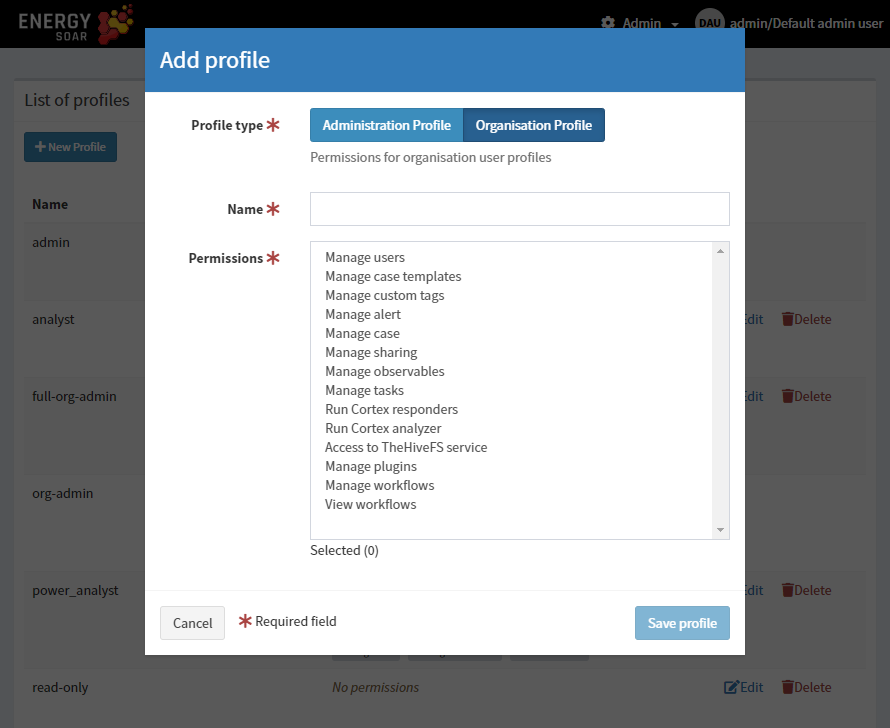 ENERGY
SOAR
Admin
DAU
admin/Default admin user
Add profile
List of profiles
New Profile
Profile type
Administration Profile
Organisation Profile
Permissions for organisation user profiles
Name
Name
admin
Permissions
Manage users
Manage case templates
Manage custom tags
Manage alert
Manage case
Manage sharing
Manage observables
Manage tasks
Run Cortex responders
Run Cortex analyzer
Access to TheHiveFS service
Manage plugins
Manage workflows
View workflows
Selected (0)
analyst
Edit Delete
full-org-admin
Edit Delete
org-admin
power_analyst
Edit Delete
Cancel
Required field
Save profile
read-only
No permissions
Edit Delete